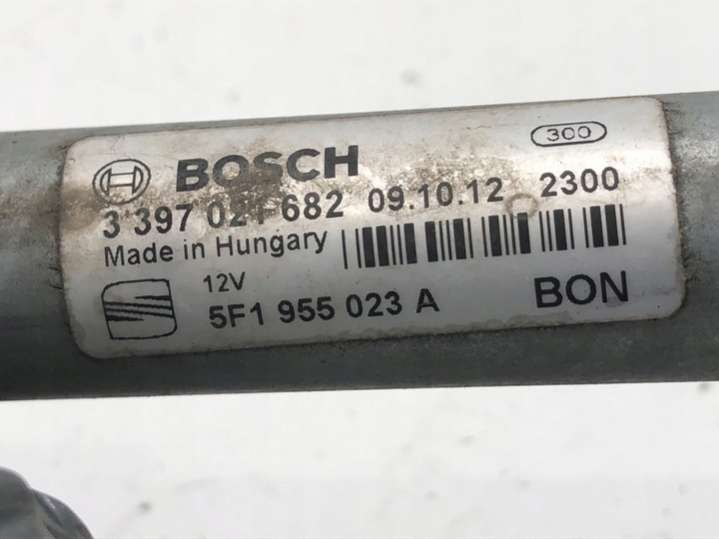 300
BOSCH
3 397 021 682 09.10.12 2300
Made in Hungary
12V
5F1 955 023 A BON